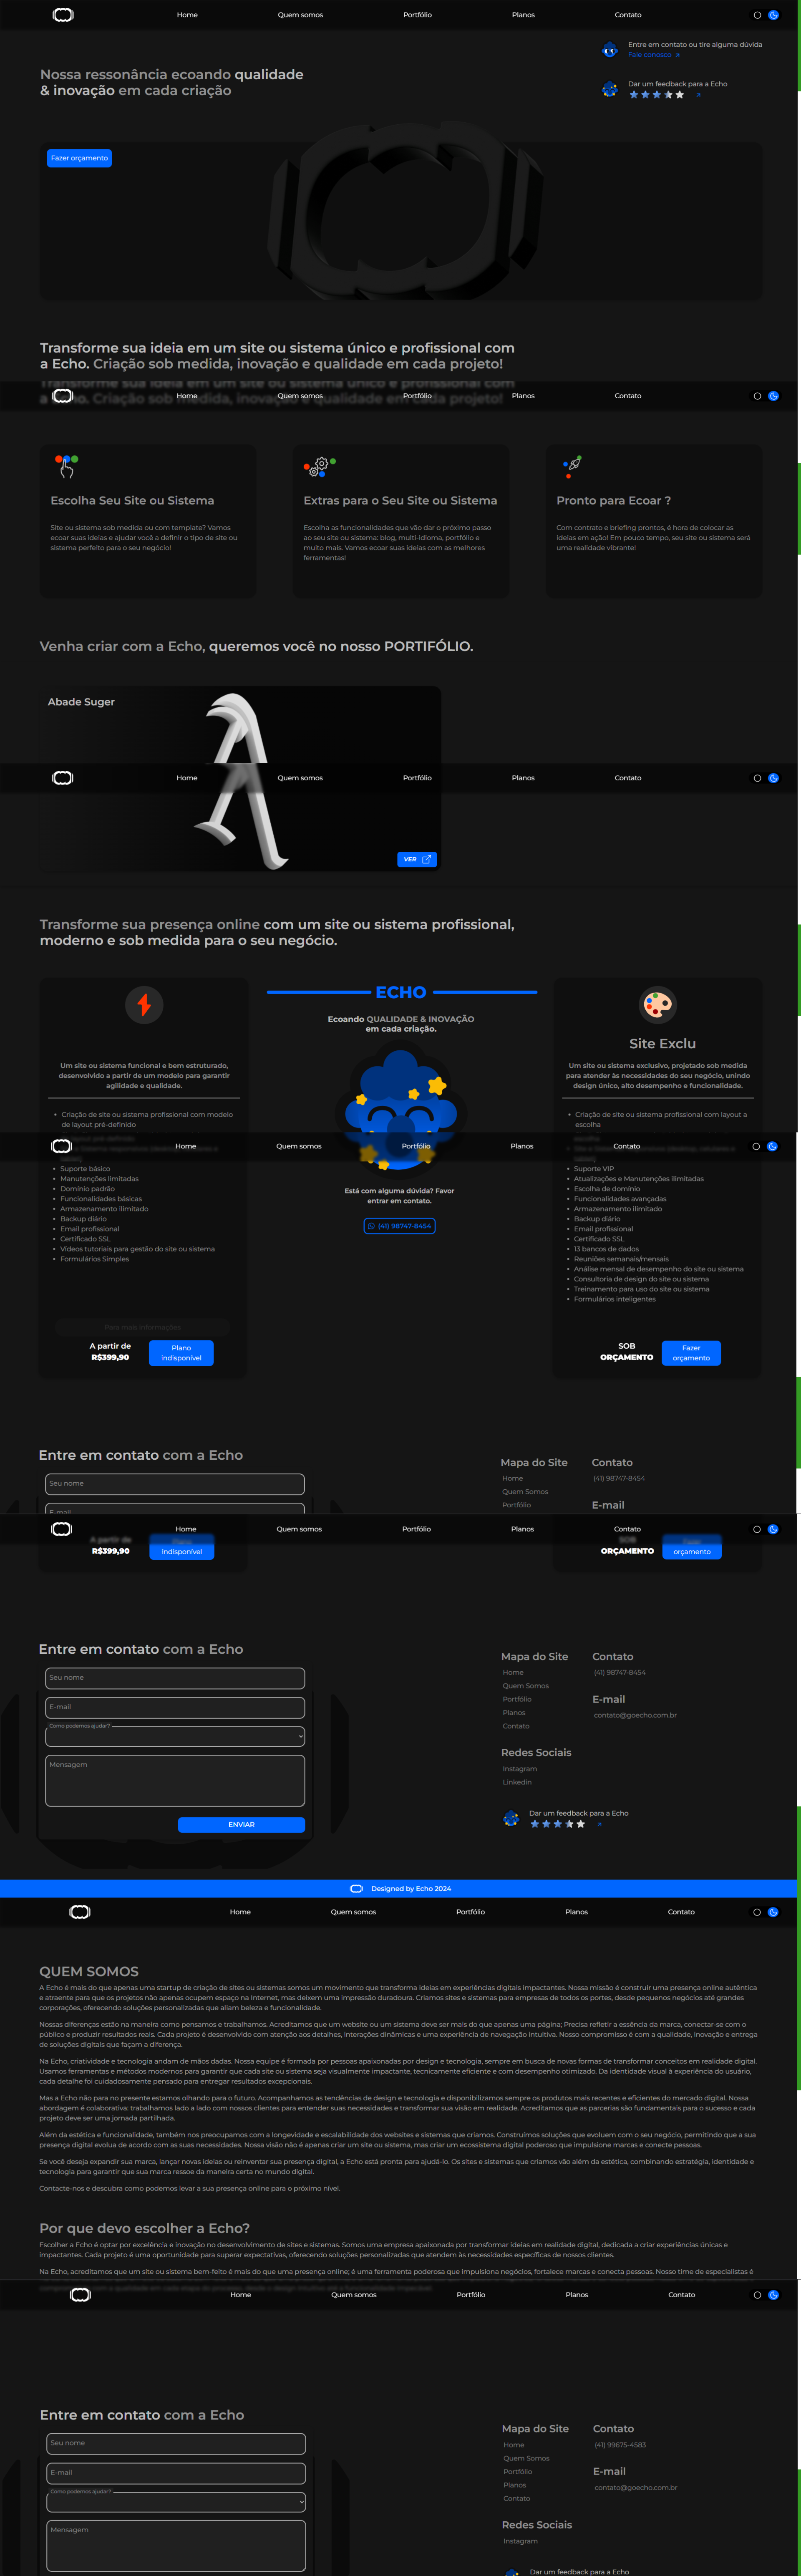 Home
Quem somos
Portfólio
Planos
Contato
Entre em contato ou tire alguma dúvida
Fale conosco
Nossa ressonância ecoando qualidade
& inovação em cada criação
Dar um feedback para a Echo
Fazer orçamento
Transforme sua ideia em um site ou sistema único e profissional com
a Echo. Criação sob medida, inovação e qualidade em cada projeto!
Transforme sua ideia em um site ou sistema único e profissional com
a Echo. Criação sob medida, inovação e qualidade em cada projeto!
Home
Quem somos
Portfólio
Planos
Contato
Escolha Seu Site ou Sistema
Site ou sistema sob medida ou com template? Vamos
ecoar suas ideias e ajudar você a definir o tipo de site ou
sistema perfeito para o seu negócio!
Extras para o Seu Site ou Sistema
Escolha as funcionalidades que vão dar o próximo passo
ao seu site ou sistema: blog, multi-idioma, portfólio e
muito mais. Vamos ecoar suas ideias com as melhores
ferramentas!
Pronto para Ecoar ?
Com contrato e briefing prontos, é hora de colocar as
ideias em ação! Em pouco tempo, seu site ou sistema será
uma realidade vibrante!
Venha criar com a Echo, queremos você no nosso PORTIFÓLIO.
Abade Suger
Home
Quem somos
Portfólio
Planos
Contato
VER
Transforme sua presença online com um site ou sistema profissional,
moderno e sob medida para o seu negócio.
Um site ou sistema funcional e bem estruturado,
desenvolvido a partir de um modelo para garantir
agilidade e qualidade.
• Criação de site ou sistema profissional com modelo
de layout pré-definido
ECHO
Ecoando QUALIDADE & INOVAÇÃO
em cada criação.
Site Exclu
Um site ou sistema exclusivo, projetado sob medida
para atender às necessidades do seu negócio, unindo
design único, alto desempenho e funcionalidade.
• Criação de site ou sistema profissional com layout a
escolha
Home
Quem somos
Portfólio
Planos
Contato
• Suporte básico
• Manutenções limitadas
• Domínio padrão
• Funcionalidades básicas
• Armazenamento ilimitado
• Backup diário
• Email profissional
• Certificado SSL
• Vídeos tutoriais para gestão do site ou sistema
• Formulários Simples
Para mais informações
A partir de
R$399,90
Plano
indisponível
Está com alguma dúvida? Favor
entrar em contato.
(41) 98747-8454
• Suporte VIP
• Atualizações e Manutenções ilimitadas
• Escolha de domínio
• Funcionalidades avançadas
• Armazenamento ilimitado
• Backup diário
• Email profissional
• Certificado SSL
• 13 bancos de dados
• Reuniões semanais/mensais
• Análise mensal de desempenho do site ou sistema
• Consultoria de design do site ou sistema
• Treinamento para uso do site ou sistema
• Formulários inteligentes
SOB
ORÇAMENTO
Fazer
orçamento
Entre em contato com a Echo
Seu nome
E-mail
Mapa do Site
Home
Quem Somos
Portfólio
Contato
(41) 98747-8454
E-mail
Home
Quem somos
Portfólio
Planos
Contato
A partir de
R$399,90
indisponível
SOB
ORÇAMENTO
orçamento
Entre em contato com a Echo
Seu nome
E-mail
Como podemos ajudar?
Mensagem
ENVIAR
Mapa do Site
Home
Quem Somos
Portfólio
Planos
Contato
Contato
(41) 98747-8454
E-mail
contato@goecho.com.br
Redes Sociais
Instagram
Linkedin
Dar um feedback para a Echo
Designed by Echo 2024
Home
Quem somos
Portfólio
Planos
Contato
QUEM SOMOS
A Echo é mais do que apenas uma startup de criação de sites ou sistemas somos um movimento que transforma ideias em experiências digitais impactantes. Nossa missão é construir uma presença online autêntica
e atraente para que os projetos não apenas ocupem espaço na internet, mas deixem uma impressão duradoura. Criamos sites e sistemas para empresas de todos os portes, desde pequenos negócios até grandes
corporações, oferecendo soluções personalizadas que aliam beleza e funcionalidade.
Nossas diferenças estão na maneira como pensamos e trabalhamos. Acreditamos que um website ou um sistema deve ser mais do que apenas uma página; Precisa refletir a essência da marca, conectar-se com o
público e produzir resultados reais. Cada projeto é desenvolvido com atenção aos detalhes, interações dinâmicas e uma experiência de navegação intuitiva. Nosso compromisso é com a qualidade, inovação e entrega
de soluções digitais que façam a diferença.
Na Echo, criatividade e tecnologia andam de mãos dadas. Nossa equipe é formada por pessoas apaixonadas por design e tecnologia, sempre em busca de novas formas de transformar conceitos em realidade digital.
Usamos ferramentas e métodos modernos para garantir que cada site ou sistema seja visualmente impactante, tecnicamente eficiente e com desempenho otimizado. Da identidade visual à experiência do usuário,
cada detalhe foi cuidadosamente pensado para entregar resultados excepcionais.
Mas a Echo não para no presente estamos olhando para o futuro. Acompanhamos as tendências de design e tecnologia e disponibilizamos sempre os produtos mais recentes e eficientes do mercado digital. Nossa
abordagem é colaborativa: trabalhamos lado a lado com nossos clientes para entender suas necessidades e transformar sua visão em realidade. Acreditamos que as parcerias são fundamentais para o sucesso e cada
projeto deve ser uma jornada partilhada.
Além da estética e funcionalidade, também nos preocupamos com a longevidade e escalabilidade dos websites e sistemas que criamos. Construímos soluções que evoluem com o seu negócio, permitindo que a sua
presença digital evolua de acordo com as suas necessidades. Nossa visão não é apenas criar um site ou sistema, mas criar um ecossistema digital poderoso que impulsione marcas e conecte pessoas.
Se você deseja expandir sua marca, lançar novas ideias ou reinventar sua presença digital, a Echo está pronta para ajudá-lo. Os sites e sistemas que criamos vão além da estética, combinando estratégia, identidade e
tecnologia para garantir que sua marca ressoe da maneira certa no mundo digital.
Contacte-nos e descubra como podemos levar a sua presença online para o próximo nível.
Por que devo escolher a Echo?
Escolher a Echo é optar por excelência e inovação no desenvolvimento de sites e sistemas. Somos uma empresa apaixonada por transformar ideias em realidade digital, dedicada a criar experiências únicas e
impactantes. Cada projeto é uma oportunidade para superar expectativas, oferecendo soluções personalizadas que atendem às necessidades específicas de nossos clientes.
Na Echo, acreditamos que um site ou sistema bem-feito é mais do que uma presença online; é uma ferramenta poderosa que impulsiona negócios, fortalece marcas e conecta pessoas. Nosso time de especialistas é
Home
Quem somos
Portfólio
Planos
Contato
Entre em contato com a Echo
Seu nome
E-mail
Como podemos ajudar?
Mensagem
Mapa do Site
Home
Quem Somos
Portfólio
Planos
Contato
Contato
(41) 99675-4583
E-mail
contato@goecho.com.br
Redes Sociais
Instagram
Dar um feedback para a Echo